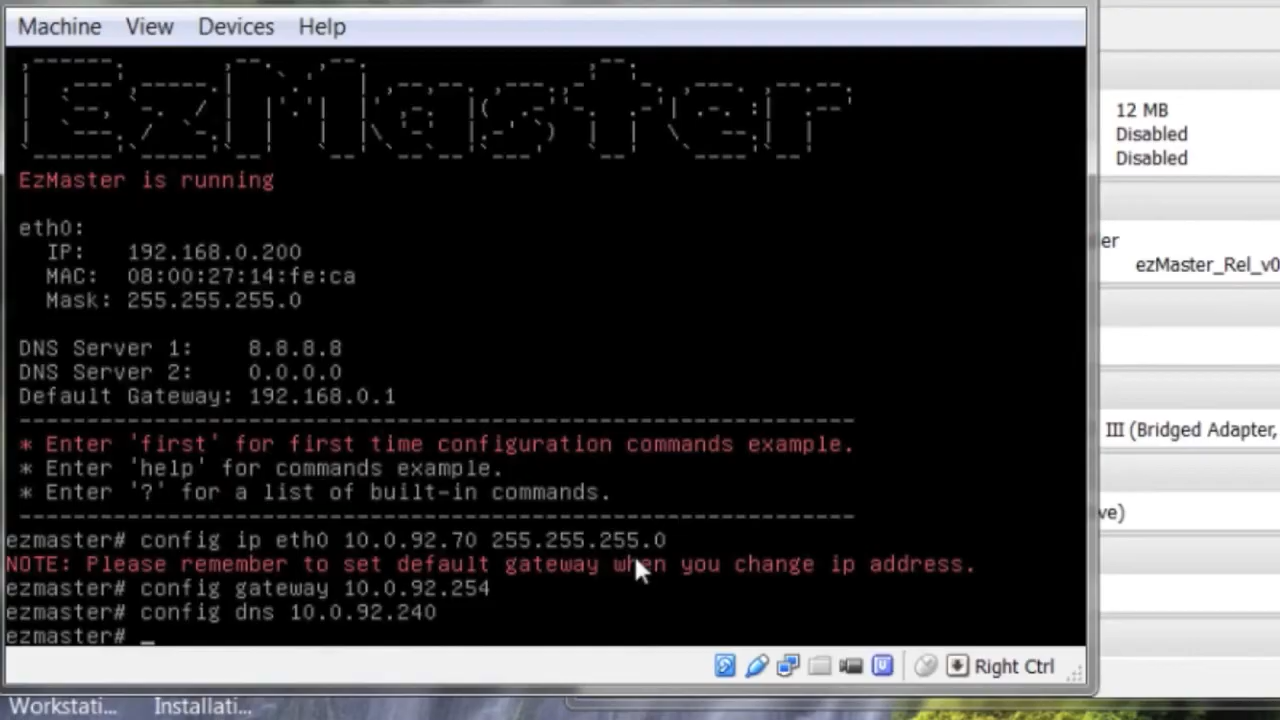 Machine View Devices Help
EzMaster
EzMaster is running
eth0:
IP: 192.168.0.200
MAC: 08:00:27:14:fe:ca
Mask: 255.255.255.0
DNS Server 1: 8.8.8.8
DNS Server 2: 0.0.0.0
Default Gateway: 192.168.0.1
---------------------------------------------------------------
* Enter 'first' for first time configuration commands example.
* Enter 'help' for commands example.
* Enter '?' for a list of built-in commands.
---------------------------------------------------------------
ezmaster# config ip eth0 10.0.92.70 255.255.255.0
NOTE: Please remember to set default gateway when you change ip address.
ezmaster# config gateway 10.0.92.254
ezmaster# config dns 10.0.92.240
ezmaster# _
Right Ctrl
12 MB
Disabled
Disabled
er
ezMaster_Rel_v0
III (Bridged Adapter,
ve)
Workstati... Installati...